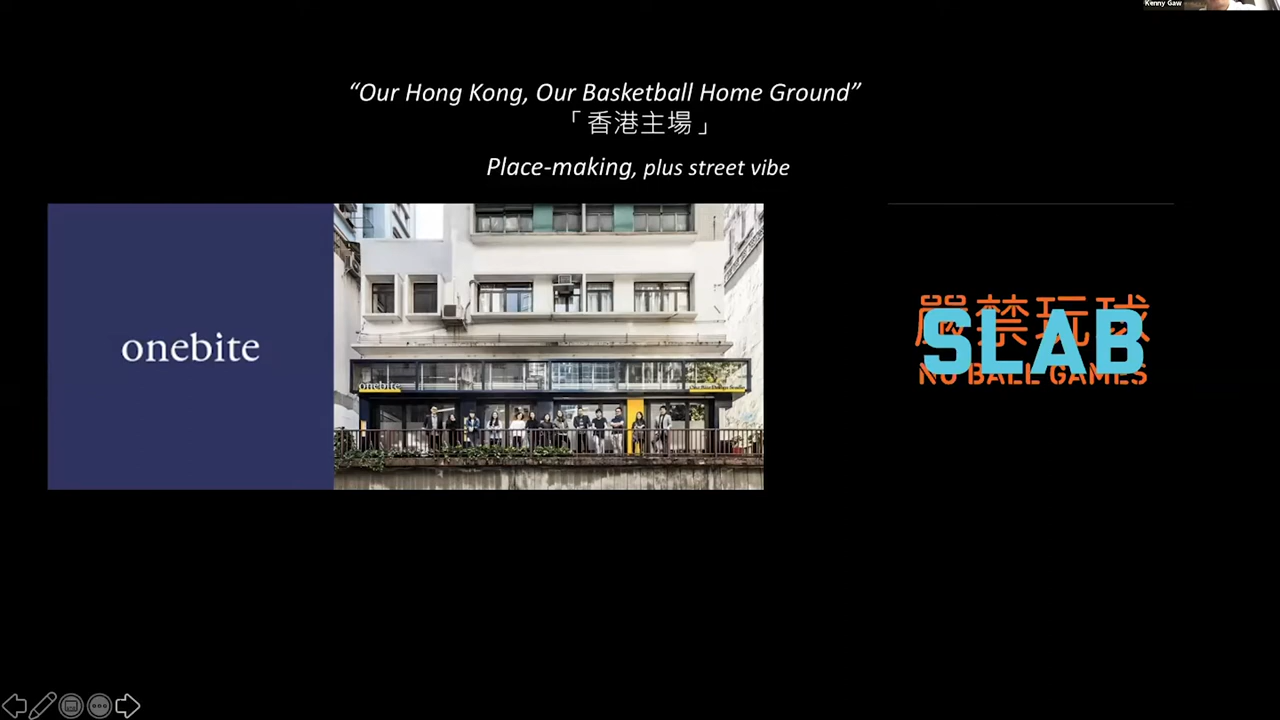 Kenny Gaw
“Our Hong Kong, Our Basketball Home Ground”
「香港主場」
Place-making, plus street vibe
onebite
onebite
嚴禁玩球
SLAB
NO BALL GAMES